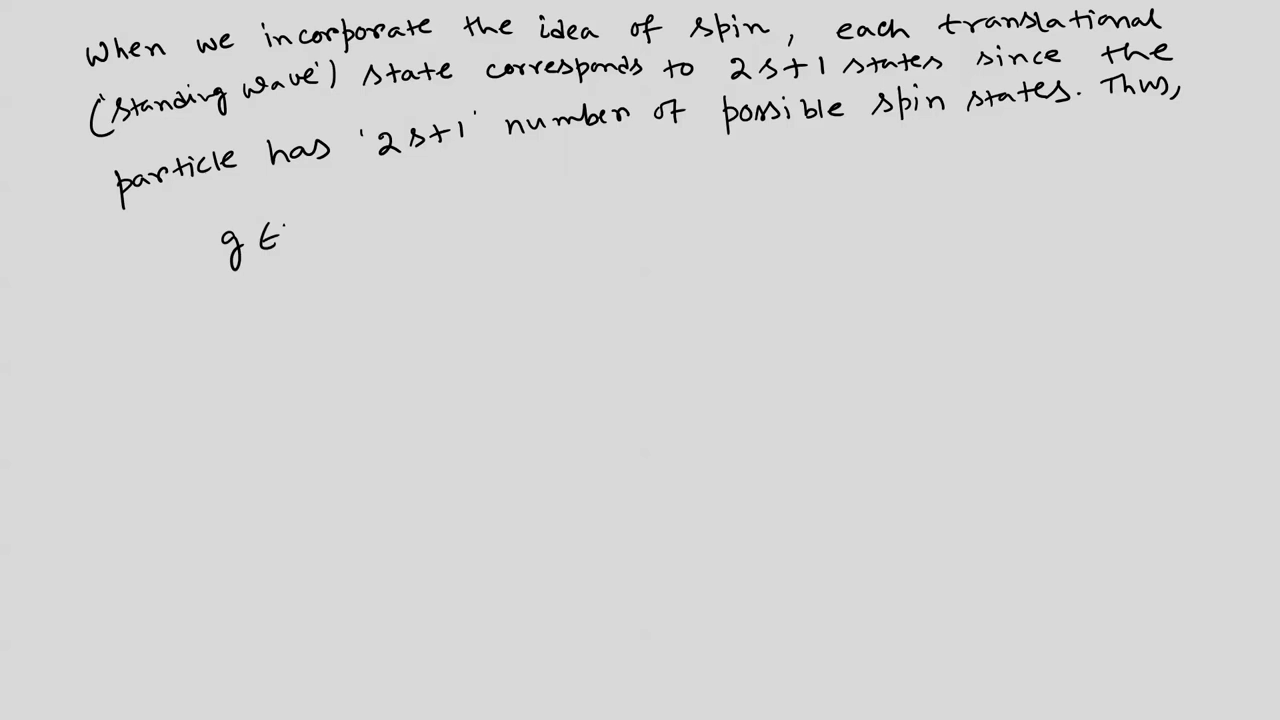 When we incorporate the idea of spin, each translational
('standing wave') state corresponds to 2s+1 states since the
particle has '2s+1' number of possible spin states. Thus,
g ∈